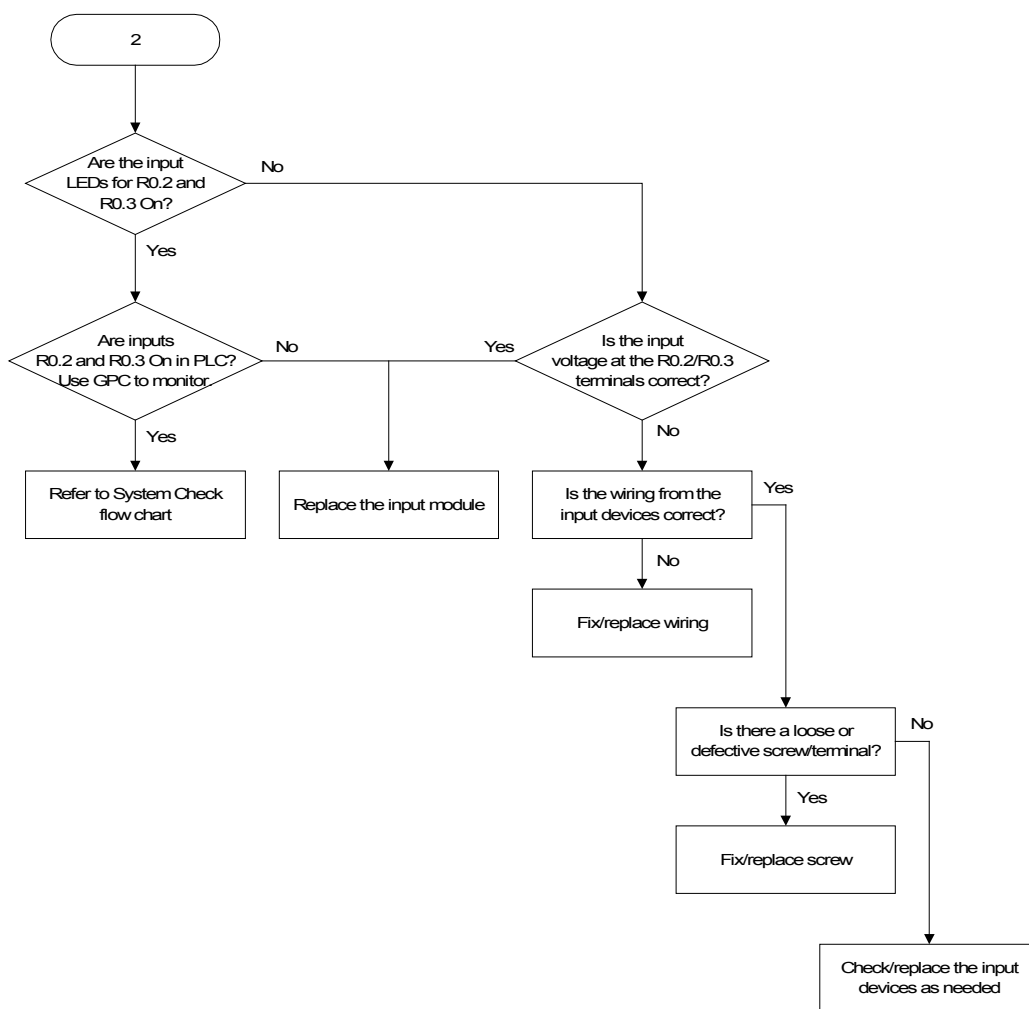 2
Are the input
LEDs for R0.2 and
R0.3 On?
No
Yes
Are inputs
R0.2 and R0.3 On in PLC?
Use GPC to monitor.
No
Yes
Is the input
voltage at the R0.2/R0.3
terminals correct?
Yes
No
Refer to System Check
flow chart
Replace the input module
Is the wiring from the
input devices correct?
Yes
No
Fix/replace wiring
Is there a loose or
defective screw/terminal?
No
Yes
Fix/replace screw
Check/replace the input
devices as needed